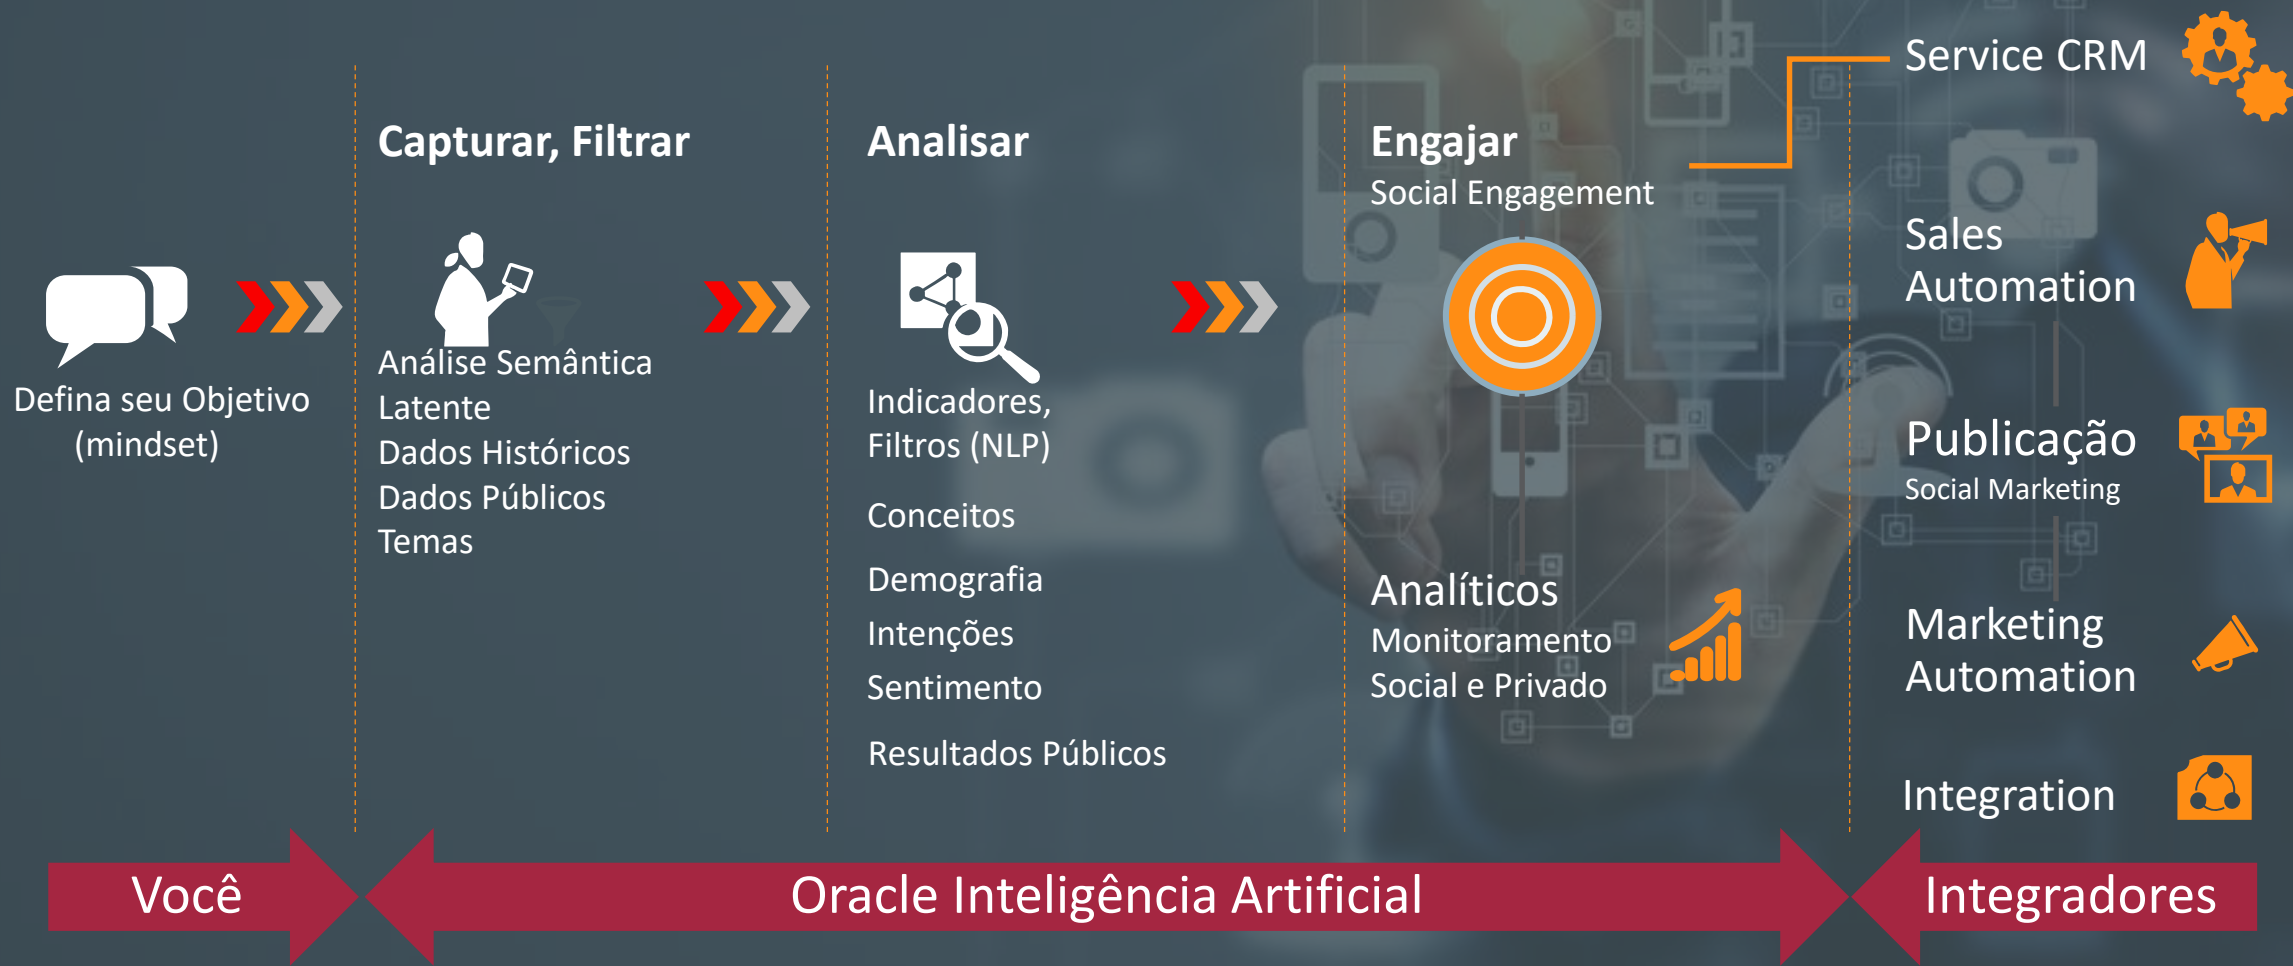 Defina seu Objetivo
(mindset)
Capturar, Filtrar
Análise Semântica
Latente
Dados Históricos
Dados Públicos
Temas
Analisar
Indicadores,
Filtros (NLP)
Conceitos
Demografia
Intenções
Sentimento
Resultados Públicos
Engajar
Social Engagement
Analíticos
Monitoramento
Social e Privado
Service CRM
Sales
Automation
Publicação
Social Marketing
Marketing
Automation
Integration
Você
Oracle Inteligência Artificial
Integradores